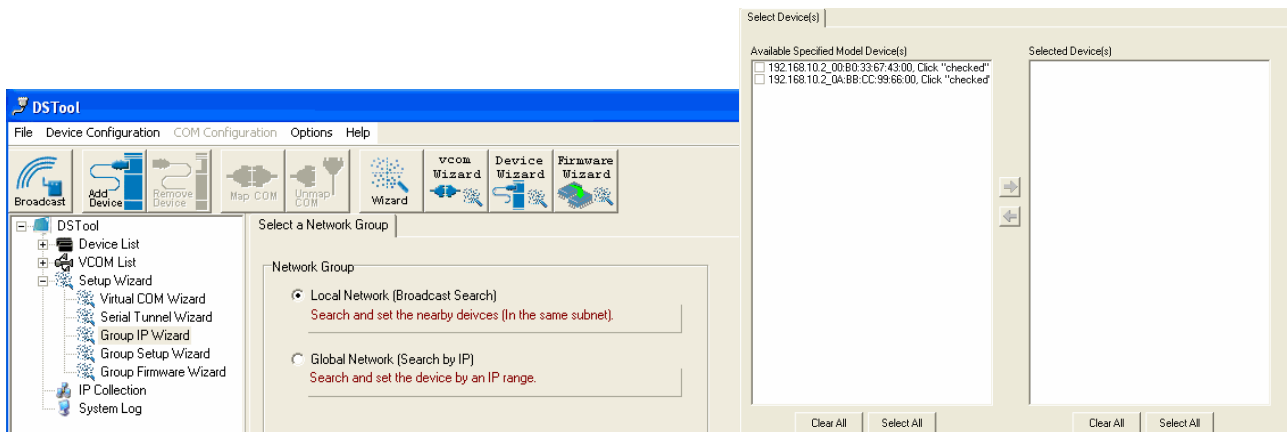 DSTool
File Device Configuration COM Configuration Options Help
Broadcast
Add Device
Remove Device
Map COM
Unmap COM
Wizard
vcom Wizard
Device Wizard
Firmware Wizard
DSTool
Device List
VCOM List
Setup Wizard
Virtual COM Wizard
Serial Tunnel Wizard
Group IP Wizard
Group Setup Wizard
Group Firmware Wizard
IP Collection
System Log
Select a Network Group
Network Group
Local Network (Broadcast Search)
Search and set the nearby deivces (In the same subnet).
Global Network (Search by IP)
Search and set the device by an IP range.
Select Device(s)
Available Specified Model Device(s)
192.168.10.2_00:B0:33:67:43:00, Click "checked"
192.168.10.2_0A:BB:CC:99:66:00, Click "checked
Clear All Select All
Selected Device(s)
Clear All Select All